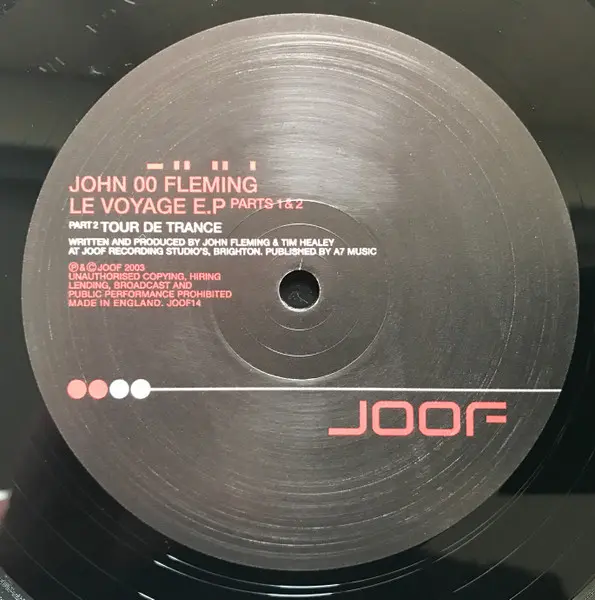 JOHN 00 FLEMING
LE VOYAGE E.P PARTS 1 & 2
PART 2 TOUR DE TRANCE
WRITTEN AND PRODUCED BY JOHN FLEMING & TIM HEALEY
AT JOOF RECORDING STUDIO'S, BRIGHTON. PUBLISHED BY A7 MUSIC
℗&©JOOF 2003
UNAUTHORISED COPYING, HIRING
LENDING, BROADCAST AND
PUBLIC PERFORMANCE PROHIBITED
MADE IN ENGLAND. JOOF14
JOOF